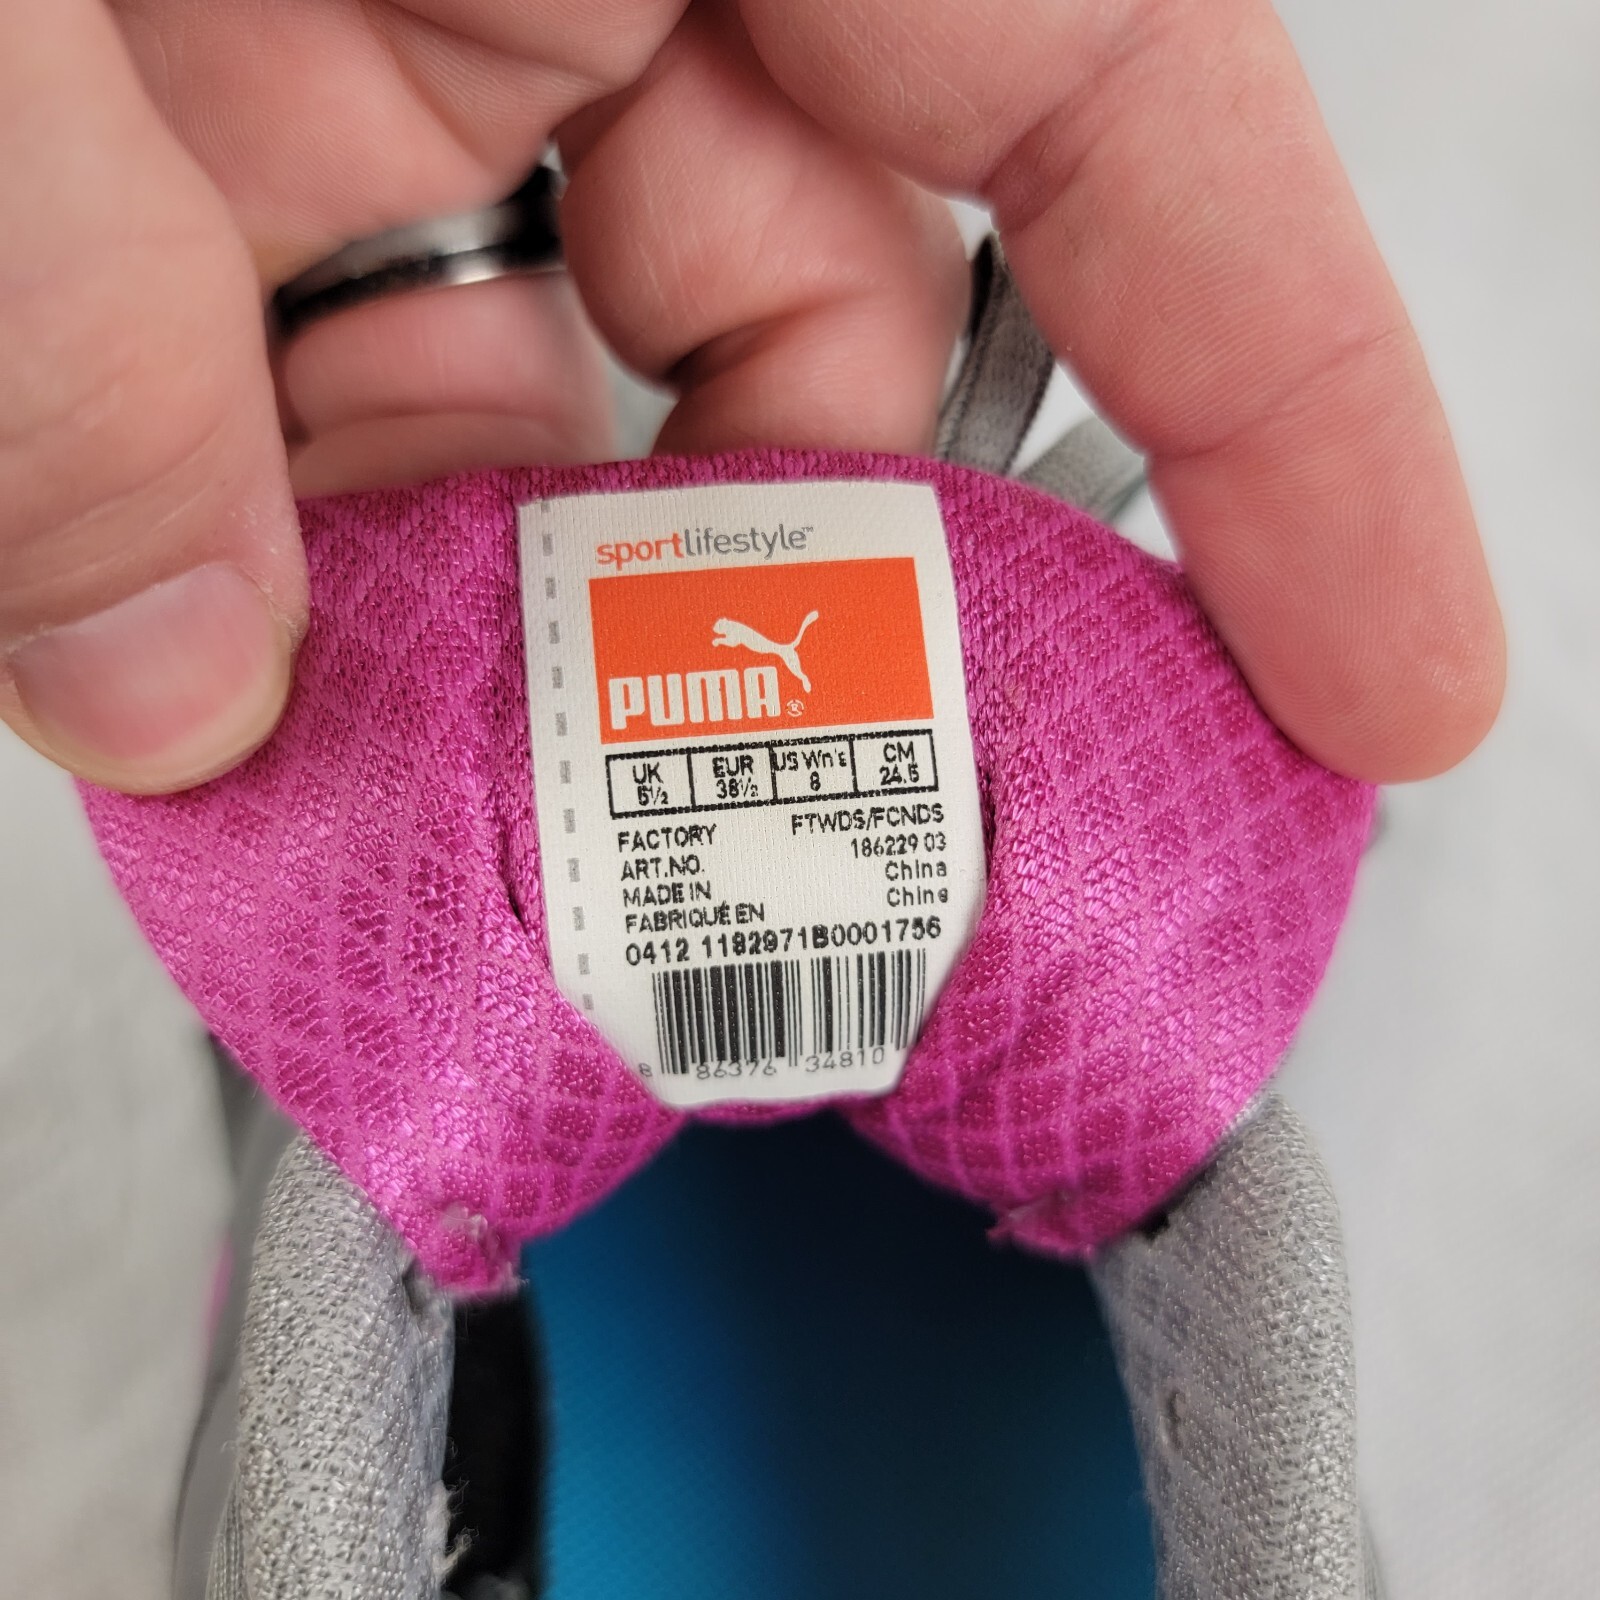 sportlifestyle™
PUMA®
UK EUR US Wn's CM
5½ 38½ 8 24.5
FACTORY FTWDS/FCNDS
ART.NO. 186229 03
MADE IN China
FABRIQUÉ EN Chine
0412 1182971B0001756
8 86376 34810